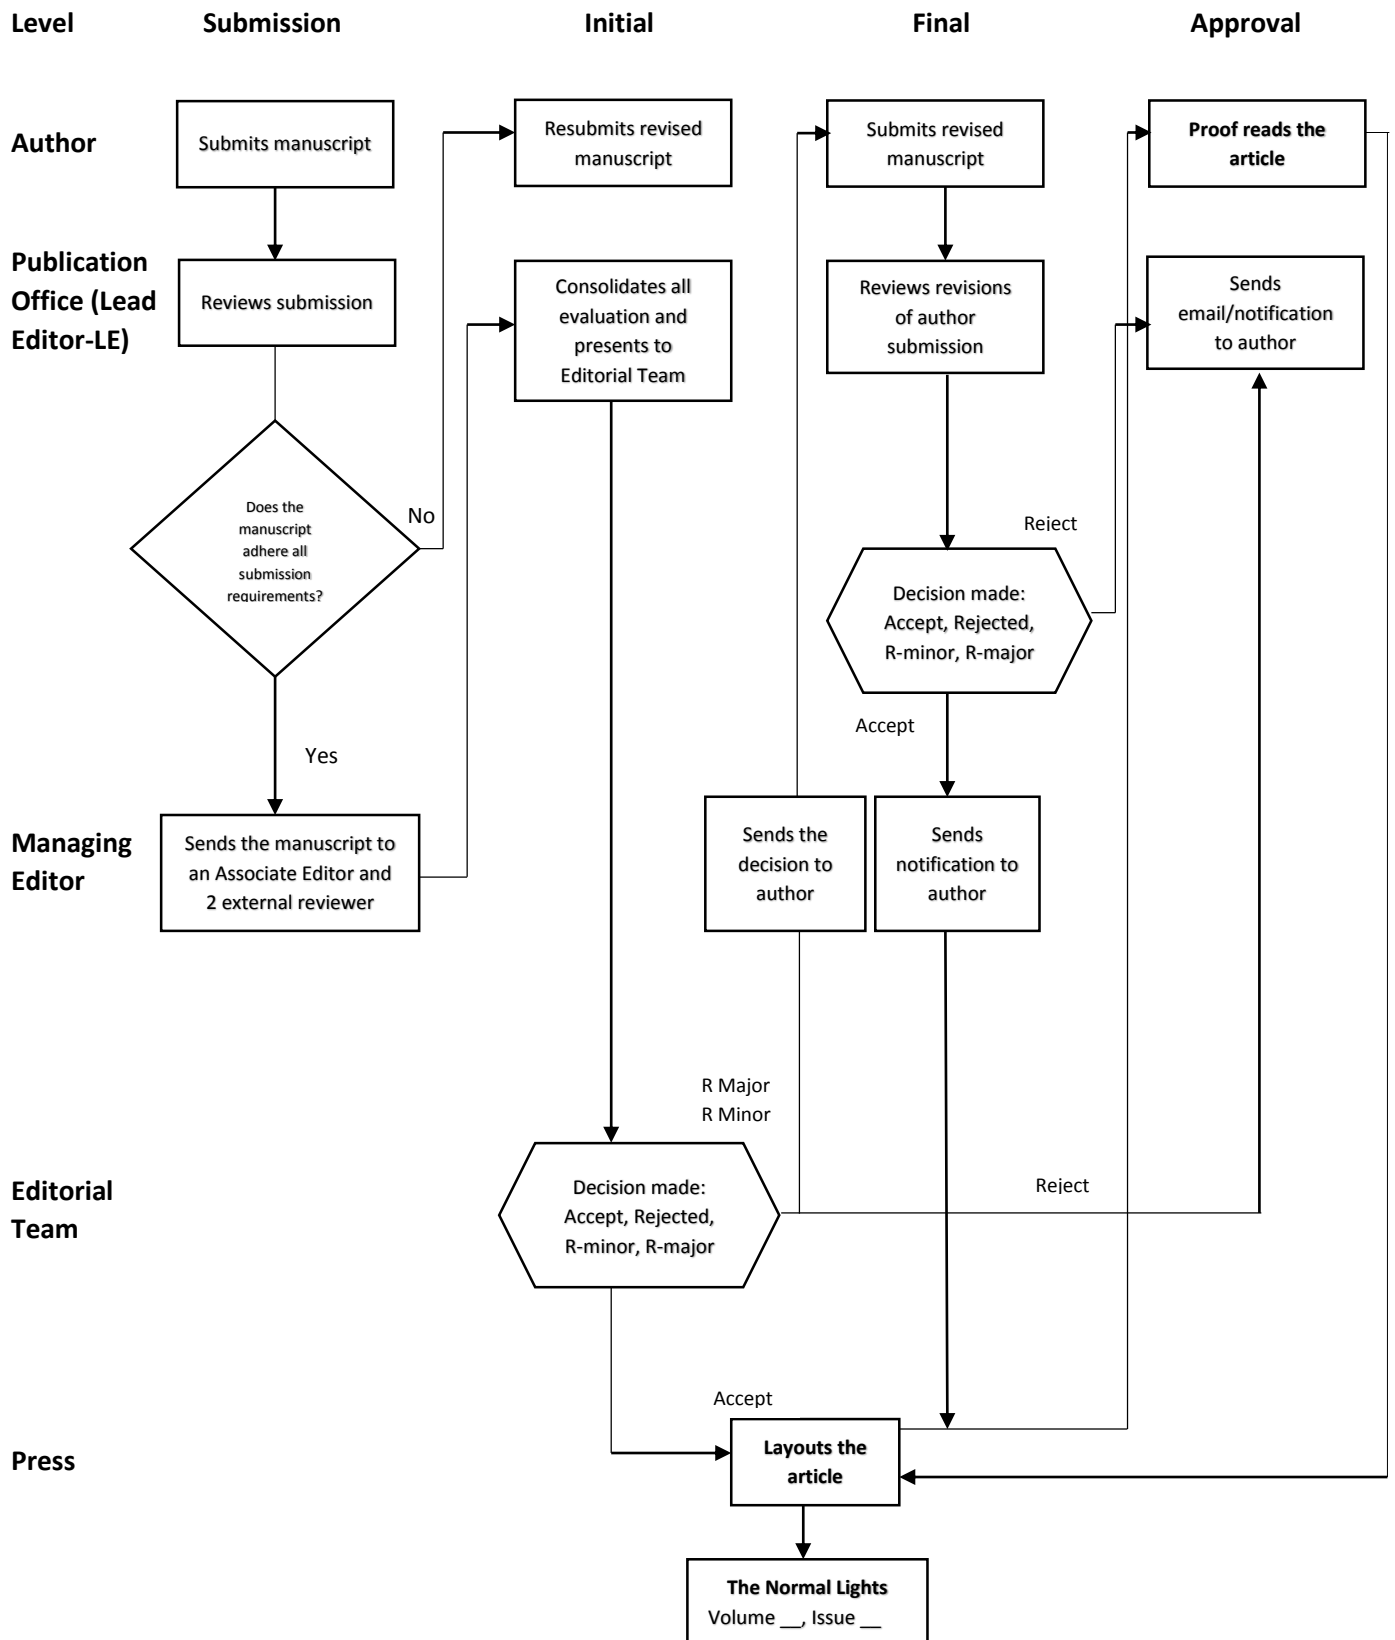 Level Submission Initial Final Approval
Author
Submits manuscript
Resubmits revised
manuscript
Submits revised
manuscript
Proof reads the
article
Publication
Office (Lead
Editor-LE)
Reviews submission
Consolidates all
evaluation and
presents to
Editorial Team
Reviews revisions
of author
submission
Sends
email/notification
to author
Does the
manuscript
adhere all
submission
requirements?
No
Reject
Decision made:
Accept, Rejected,
R-minor, R-major
Accept
Yes
Managing
Editor
Sends the manuscript to
an Associate Editor and
2 external reviewer
Sends the
decision to
author
Sends
notification to
author
R Major
R Minor
Editorial
Team
Decision made:
Accept, Rejected,
R-minor, R-major
Reject
Accept
Press
Layouts the
article
The Normal Lights
Volume __, Issue __